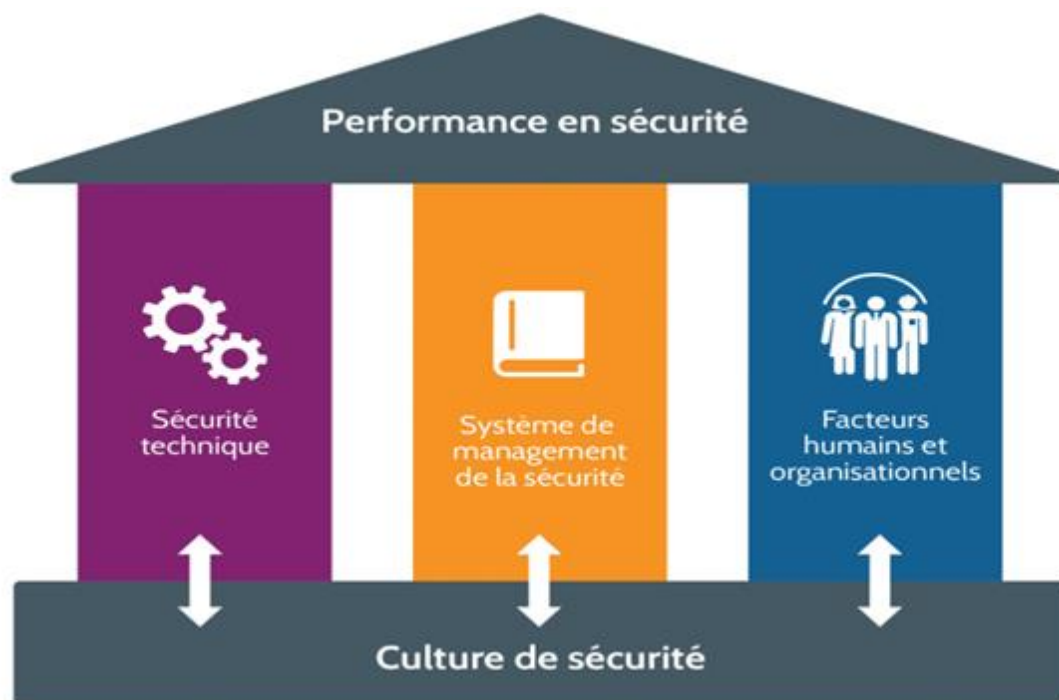 Performance en sécurité
Sécurité
technique
Système de
management
de la sécurité
Facteurs
humains et
organisationnels
Culture de sécurité